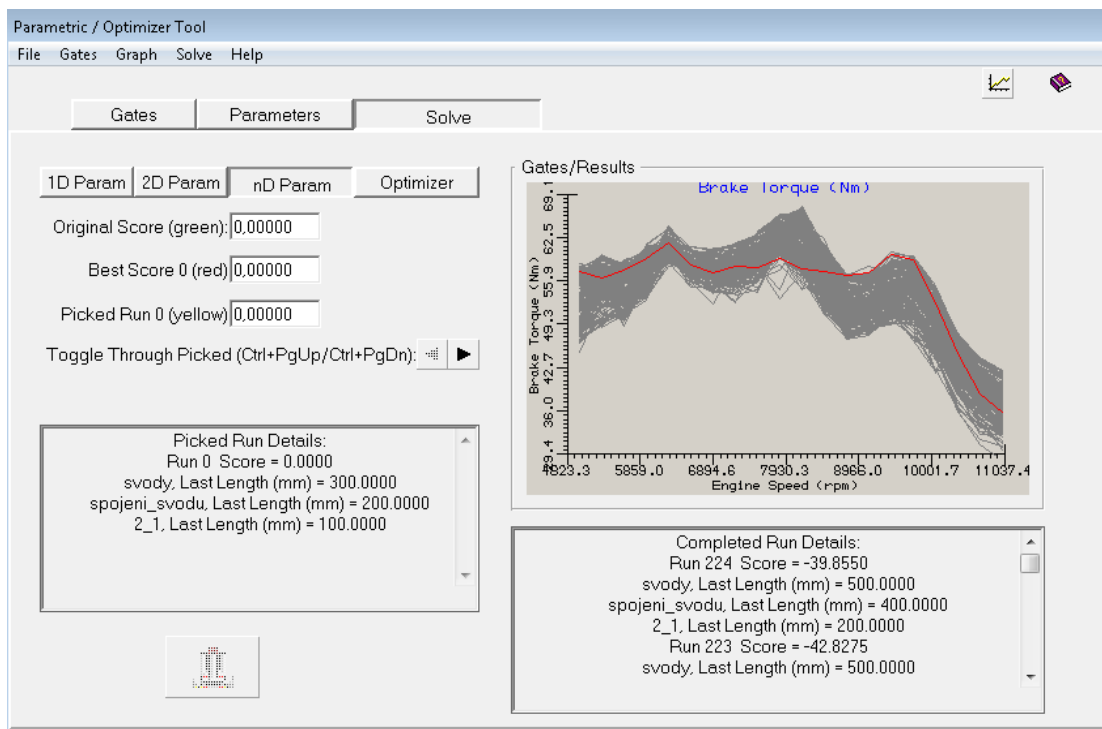 Parametric / Optimizer Tool
File Gates Graph Solve Help
Gates Parameters Solve
1D Param 2D Param nD Param Optimizer
Original Score (green): 0,00000
Best Score 0 (red) 0,00000
Picked Run 0 (yellow) 0,00000
Toggle Through Picked (Ctrl+PgUp/Ctrl+PgDn):
Picked Run Details:
Run 0 Score = 0.0000
svody, Last Length (mm) = 300.0000
spojeni_svodu, Last Length (mm) = 200.0000
2_1, Last Length (mm) = 100.0000
Gates/Results
Brake Torque (Nm)
Brake Torque (Nm)
69.1
62.5
55.9
49.3
42.7
36.0
29.4
4823.3 5859.0 6894.6 7930.3 8966.0 10001.7 11037.4
Engine Speed (rpm)
Completed Run Details:
Run 224 Score = -39.8550
svody, Last Length (mm) = 500.0000
spojeni_svodu, Last Length (mm) = 400.0000
2_1, Last Length (mm) = 200.0000
Run 223 Score = -42.8275
svody, Last Length (mm) = 500.0000